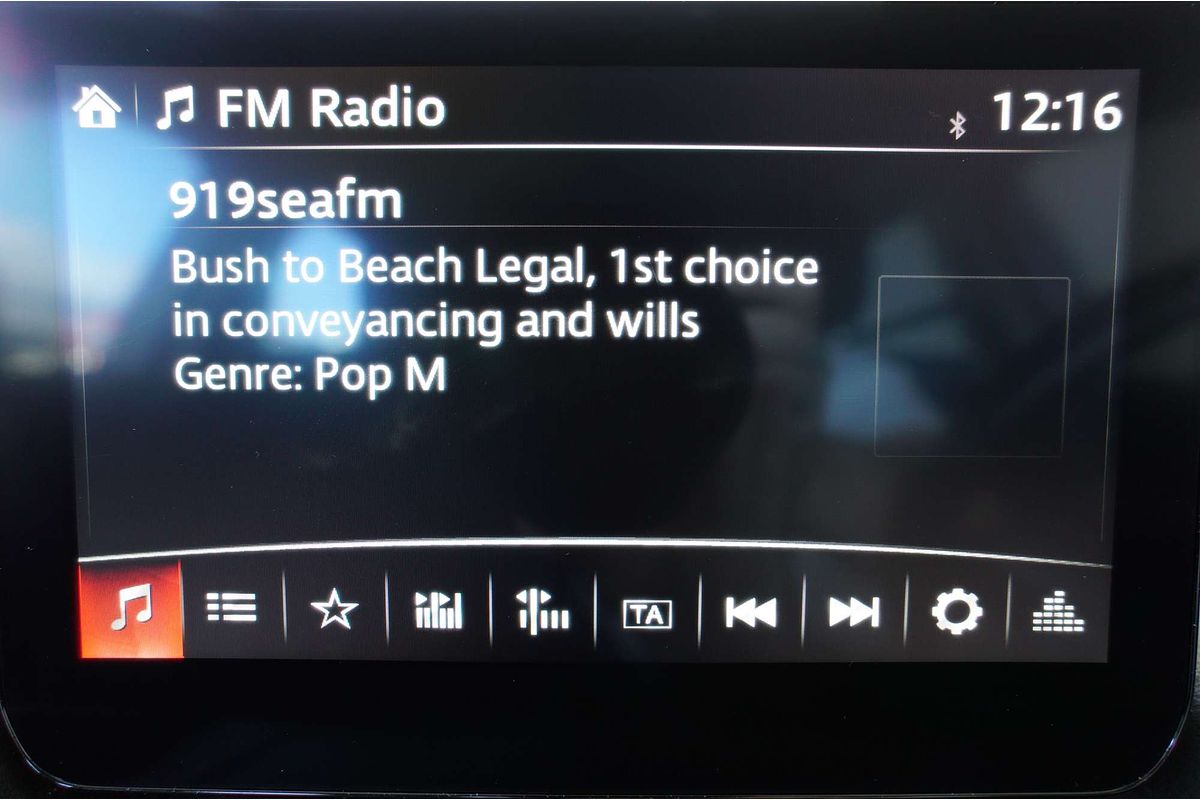 FM Radio
12:16
919seafm
Bush to Beach Legal, 1st choice
in conveyancing and wills
Genre: Pop M
TA